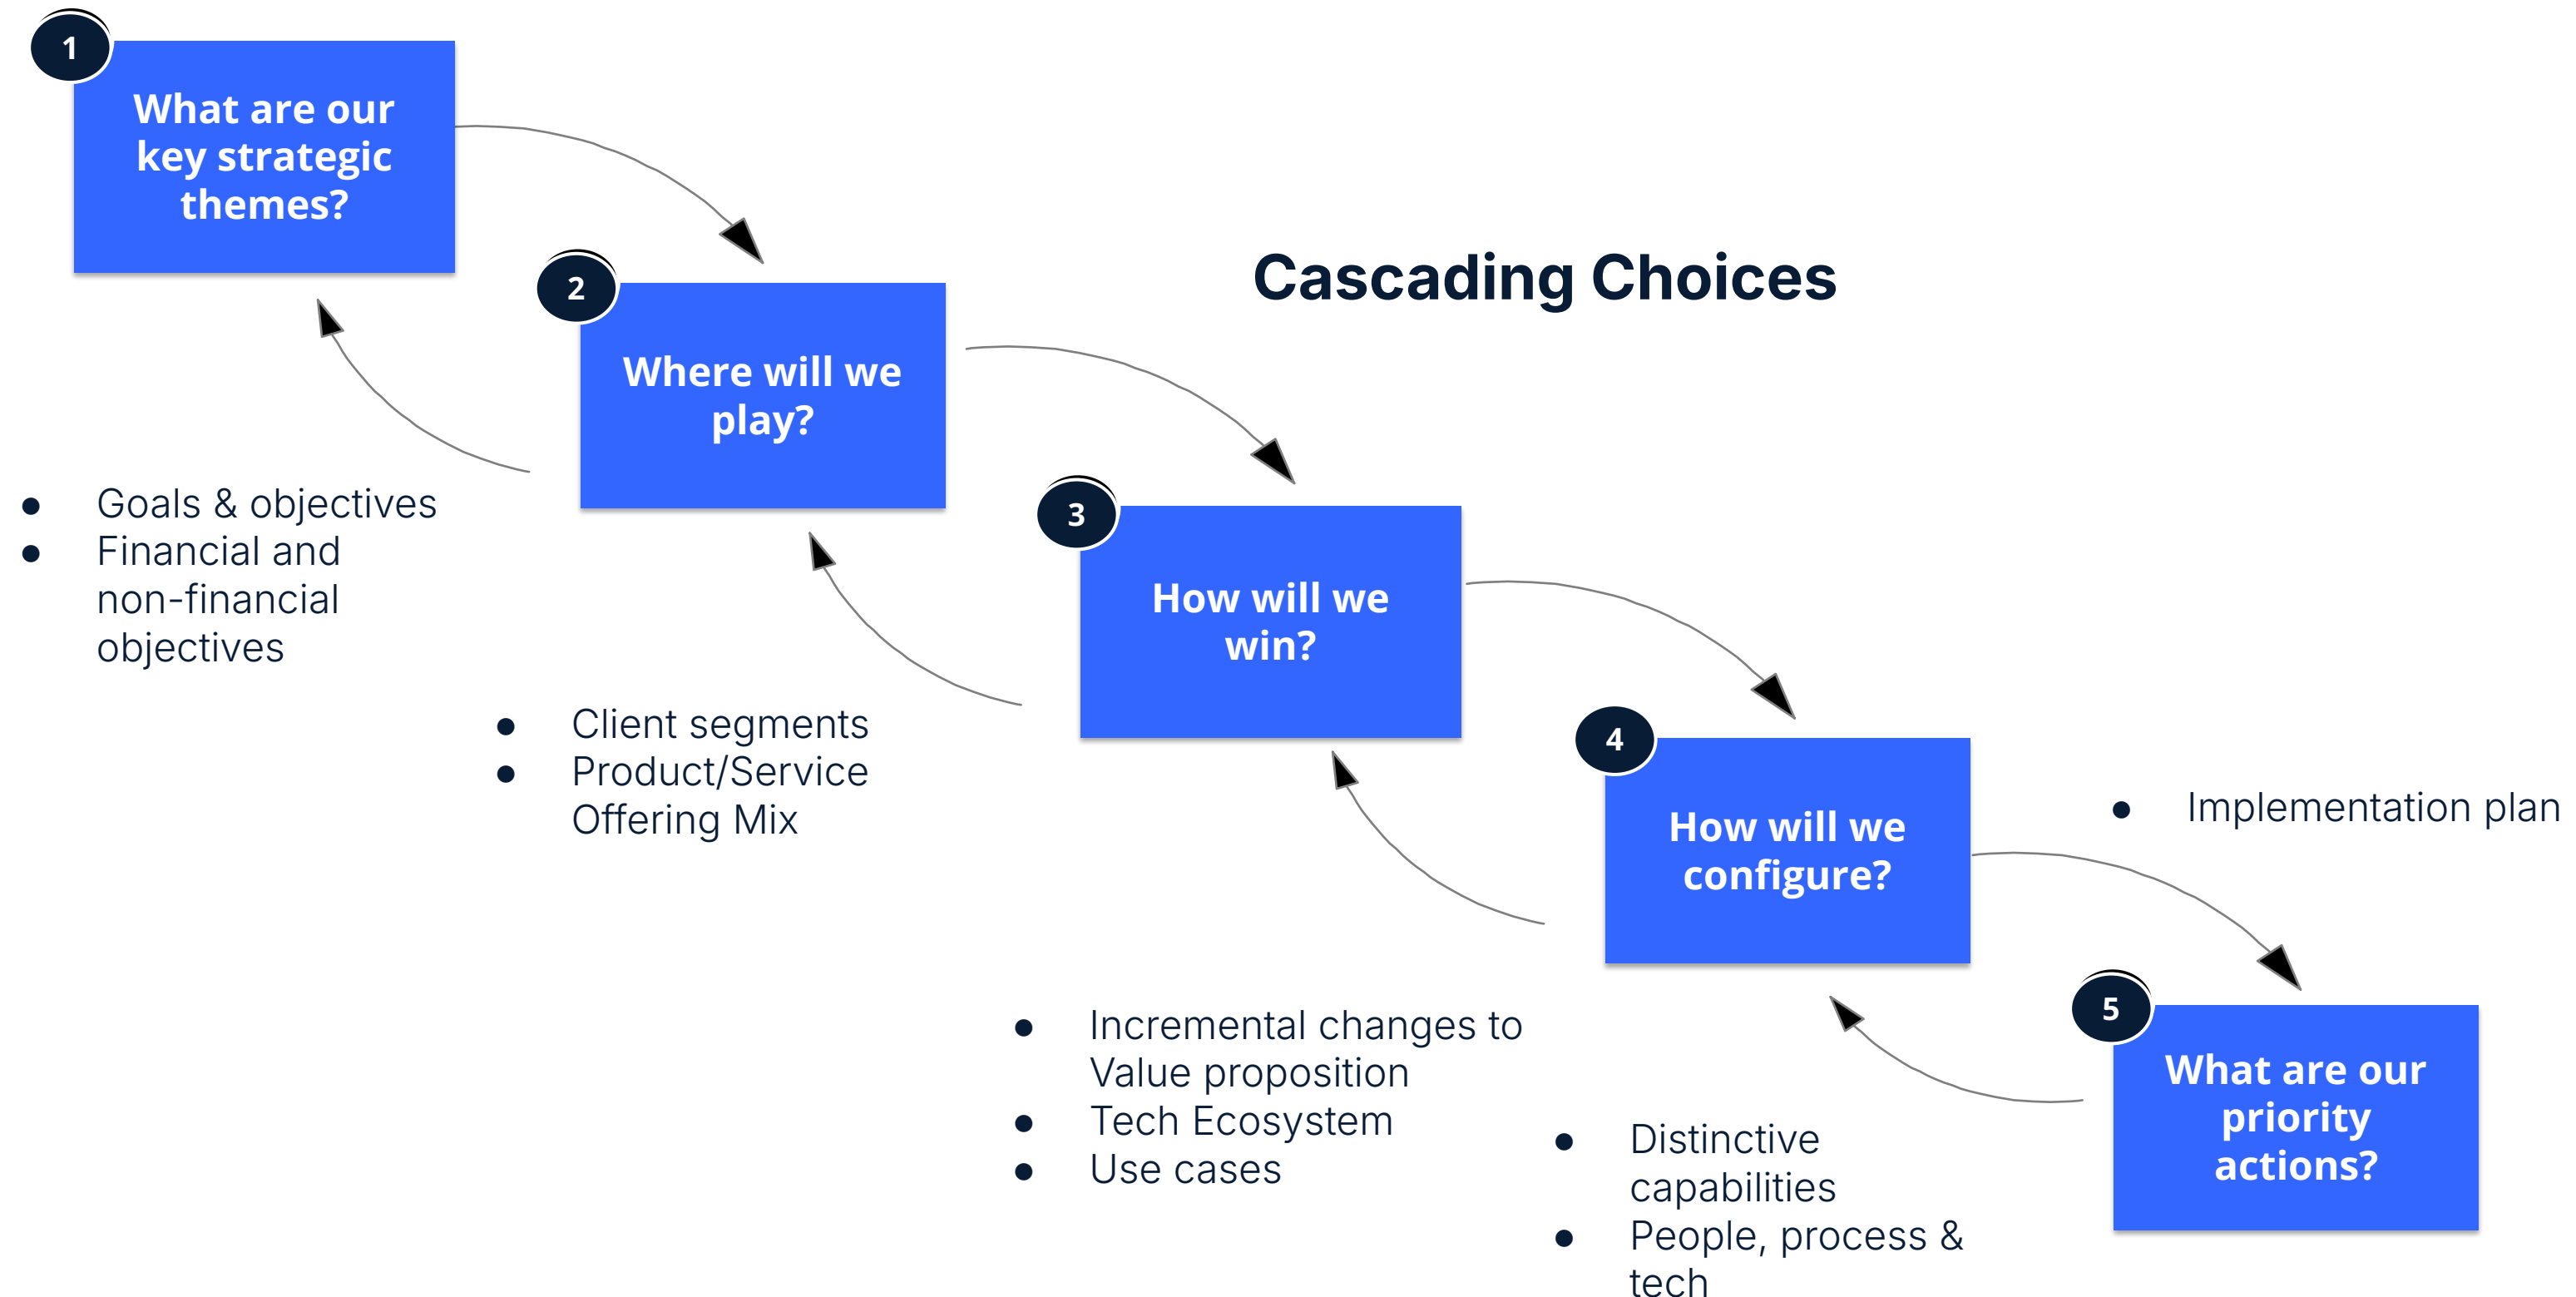 1
What are our
key strategic
themes?
2
Where will we
play?
Cascading Choices
3
How will we
win?
● Goals & objectives
● Financial and
non-financial
objectives
● Client segments
● Product/Service
Offering Mix
4
How will we
configure?
● Implementation plan
● Incremental changes to
Value proposition
● Tech Ecosystem
● Use cases
5
What are our
priority
actions?
● Distinctive
capabilities
● People, process &
tech